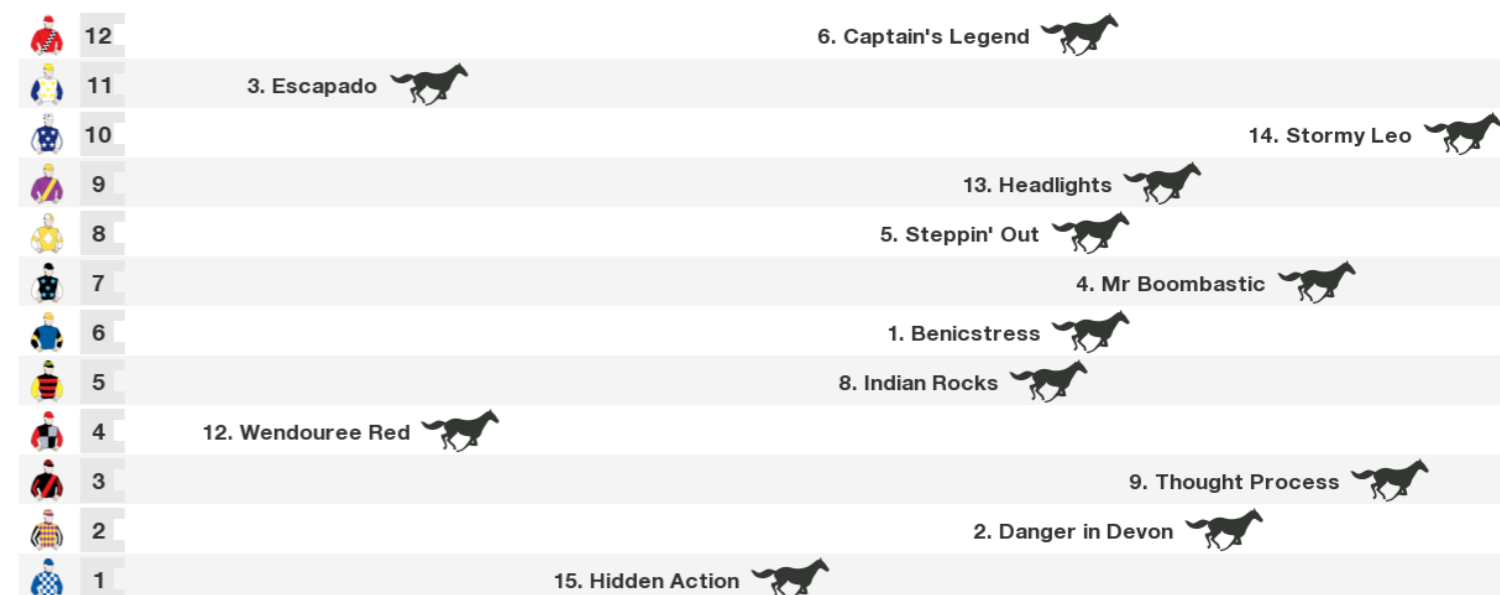 12 6. Captain's Legend
11 3. Escapado
10 14. Stormy Leo
9 13. Headlights
8 5. Steppin' Out
7 4. Mr Boombastic
6 1. Benicstress
5 8. Indian Rocks
4 12. Wendouree Red
3 9. Thought Process
2 2. Danger in Devon
1 15. Hidden Action